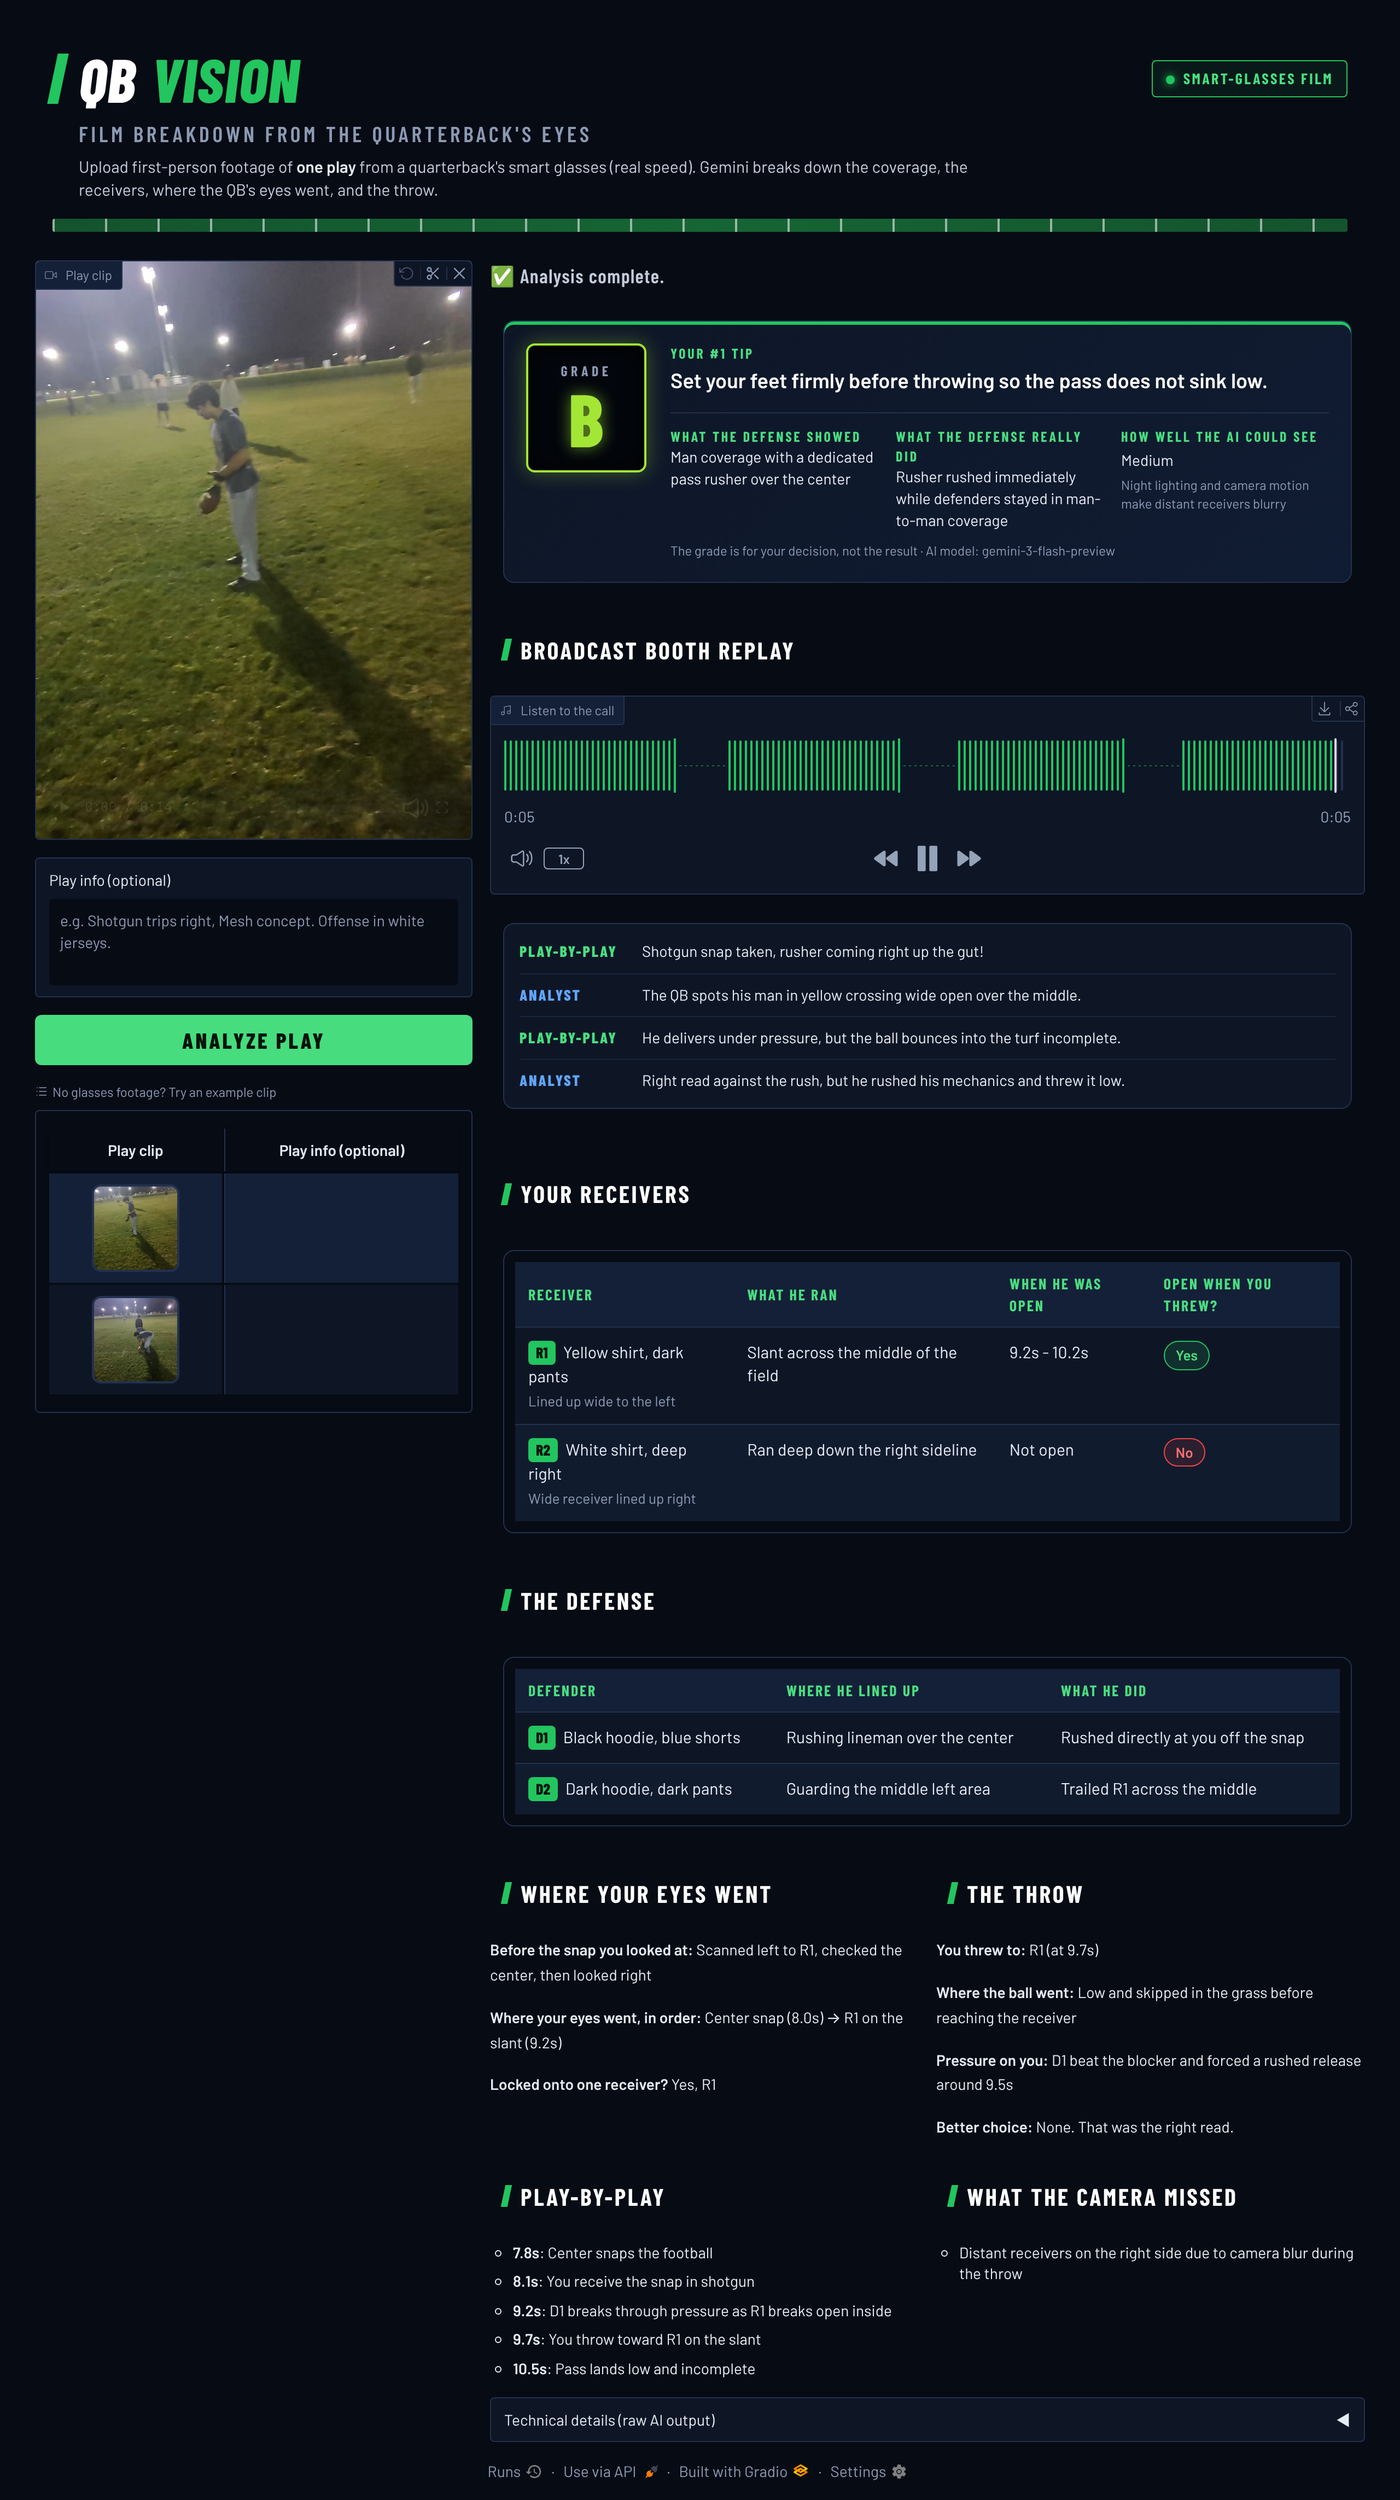 QB VISION
SMART-GLASSES FILM
FILM BREAKDOWN FROM THE QUARTERBACK'S EYES
Upload first-person footage of one play from a quarterback's smart glasses (real speed). Gemini breaks down the coverage, the
receivers, where the QB's eyes went, and the throw.
Play clip
✅ Analysis complete.
GRADE
B
YOUR #1 TIP
Set your feet firmly before throwing so the pass does not sink low.
WHAT THE DEFENSE SHOWED
Man coverage with a dedicated
pass rusher over the center
WHAT THE DEFENSE REALLY
DID
Rusher rushed immediately
while defenders stayed in man-
to-man coverage
HOW WELL THE AI COULD SEE
Medium
Night lighting and camera motion
make distant receivers blurry
The grade is for your decision, not the result · AI model: gemini-3-flash-preview
BROADCAST BOOTH REPLAY
Listen to the call
0:05
0:05
1x
PLAY-BY-PLAY Shotgun snap taken, rusher coming right up the gut!
ANALYST The QB spots his man in yellow crossing wide open over the middle.
PLAY-BY-PLAY He delivers under pressure, but the ball bounces into the turf incomplete.
ANALYST Right read against the rush, but he rushed his mechanics and threw it low.
Play info (optional)
e.g. Shotgun trips right, Mesh concept. Offense in white
jerseys.
ANALYZE PLAY
No glasses footage? Try an example clip
Play clip Play info (optional)
YOUR RECEIVERS
RECEIVER WHAT HE RAN WHEN HE WAS OPEN OPEN WHEN YOU THREW?
R1 Yellow shirt, dark
pants
Lined up wide to the left
Slant across the middle of the
field
9.2s - 10.2s
Yes
R2 White shirt, deep
right
Wide receiver lined up right
Ran deep down the right sideline
Not open
No
THE DEFENSE
DEFENDER WHERE HE LINED UP WHAT HE DID
D1 Black hoodie, blue shorts Rushing lineman over the center Rushed directly at you off the snap
D2 Dark hoodie, dark pants Guarding the middle left area Trailed R1 across the middle
WHERE YOUR EYES WENT
Before the snap you looked at: Scanned left to R1, checked the
center, then looked right
Where your eyes went, in order: Center snap (8.0s) → R1 on the
slant (9.2s)
Locked onto one receiver? Yes, R1
THE THROW
You threw to: R1 (at 9.7s)
Where the ball went: Low and skipped in the grass before
reaching the receiver
Pressure on you: D1 beat the blocker and forced a rushed release
around 9.5s
Better choice: None. That was the right read.
PLAY-BY-PLAY
7.8s: Center snaps the football
8.1s: You receive the snap in shotgun
9.2s: D1 breaks through pressure as R1 breaks open inside
9.7s: You throw toward R1 on the slant
10.5s: Pass lands low and incomplete
WHAT THE CAMERA MISSED
Distant receivers on the right side due to camera blur during
the throw
Technical details (raw AI output)
Runs · Use via API · Built with Gradio · Settings